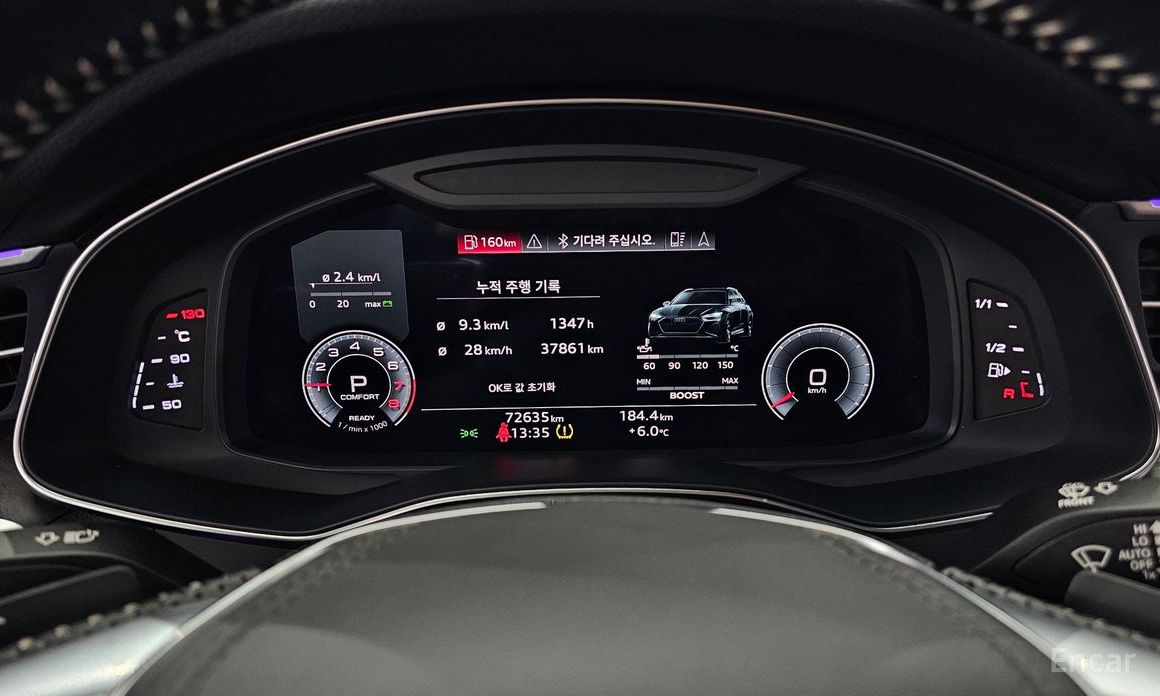 160km
기다려 주십시오.
ø 2.4 km/l
0 20 max
누적 주행 기록
ø 9.3 km/l 1347 h
ø 28 km/h 37861 km
OK로 값 초기화
°C
60 90 120 150
MIN MAX
BOOST
130
°C
90
50
3 4 5
2 6
1 7
8
P
COMFORT
READY
1 / min x 1000
0
km/h
1/1
1/2
R
72635km 184.4km
13:35 +6.0°C
FRONT
HI
LO
AUTO
OFF
1x
Encar